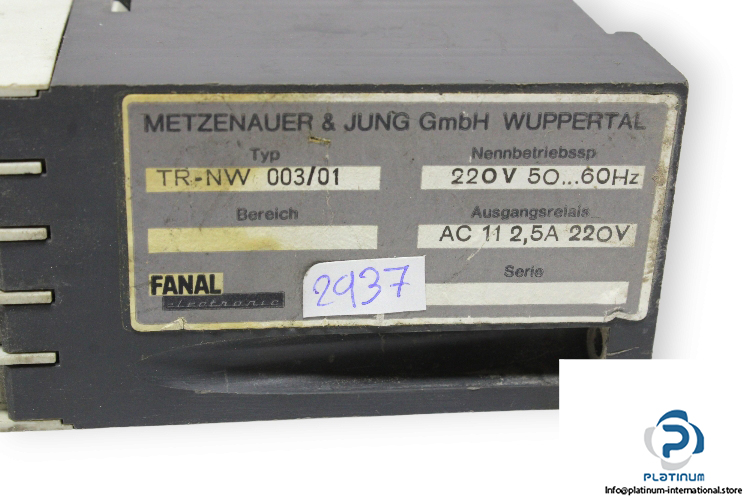 METZENAUER & JUNG GmbH WUPPERTAL
Typ Nennbetriebssp
TR-NW 003/01 220V 50...60Hz
Bereich Ausgangsrelais
AC 11 2,5A 220V
FANAL Serie
electronic
2937
PLATINUM
Info@platinum-international.store